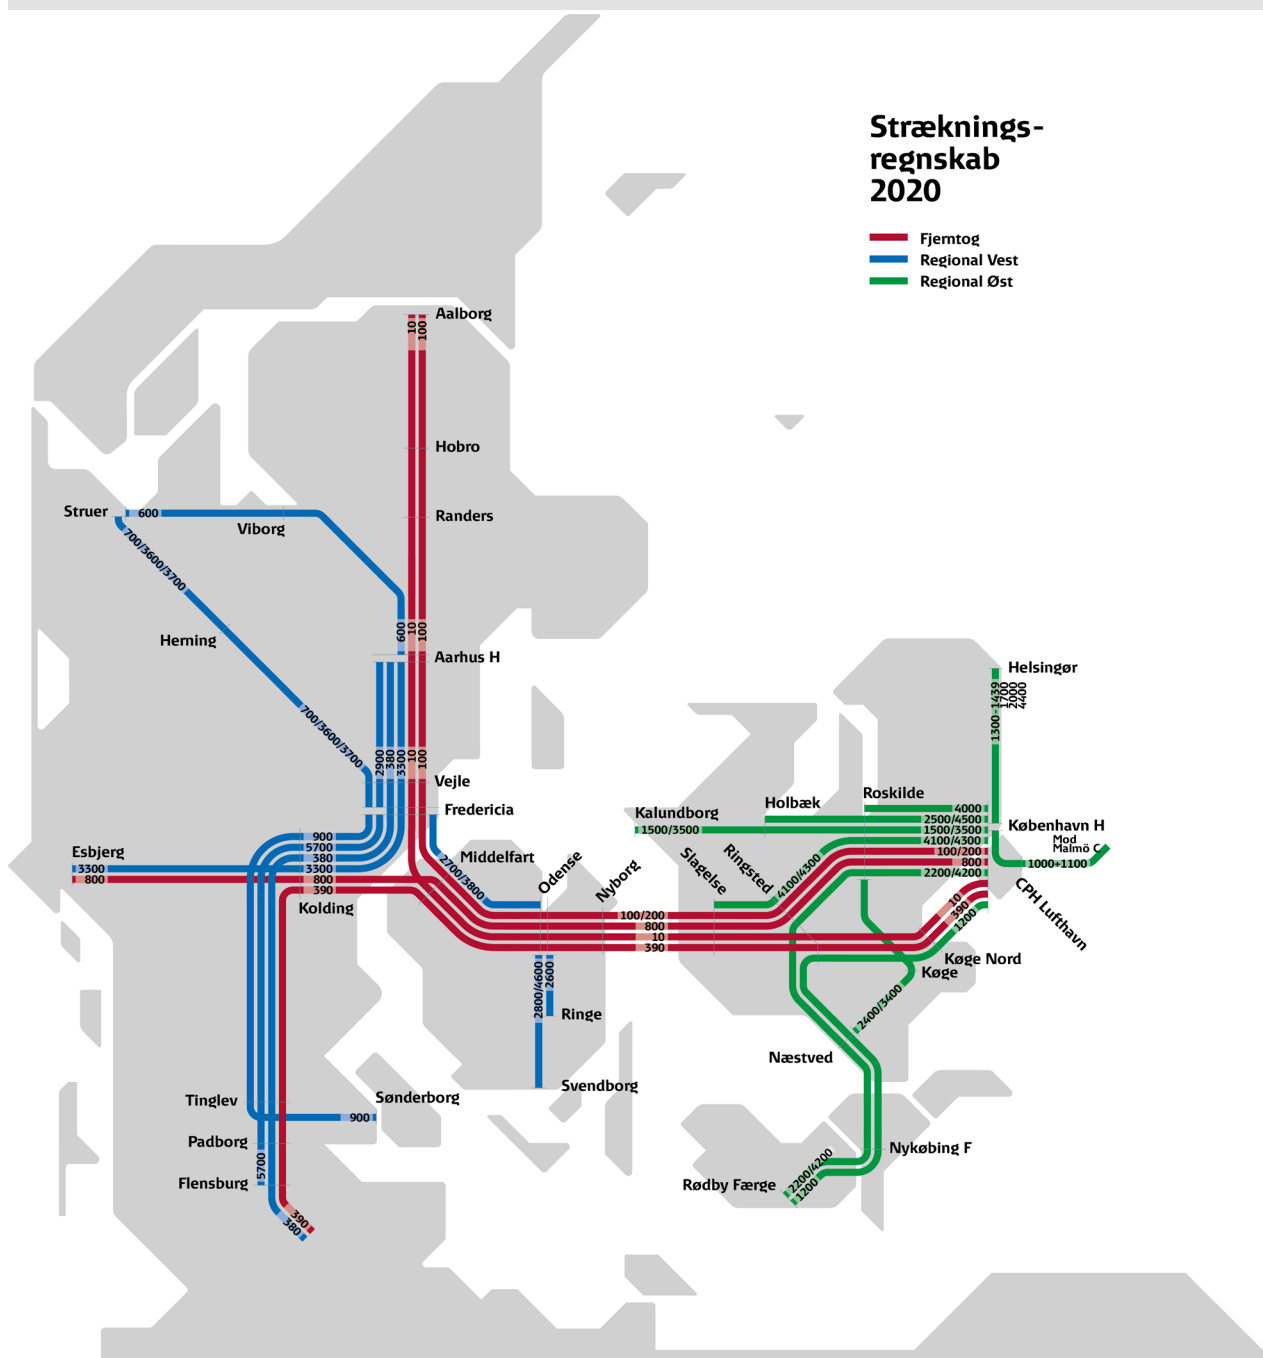 Stræknings-
regnskab
2020
Fjerntog
Regional Vest
Regional Øst
Aalborg
10
100
Hobro
Struer
600
Viborg
Randers
700/3600/3700
Herning
600
10
100
Aarhus H
Helsingør
1300-1439
1700
2000
4400
700/3600/3700
2900
380
3300
10
100
Vejle
Fredericia
Roskilde
Holbæk
Kalundborg
4000
2500/4500
1500/3500
1500/3500
København H
4100/4300
Mod
Malmö C
100/200
800
1000+1100
2200/4200
900
5700
380
Esbjerg
3300
3300
800
800
390
Kolding
Middelfart
2700/3800
Odense
Nyborg
Slagelse
Ringsted
4100/4300
CPH Lufthavn
10
390
1200
100/200
800
10
390
Køge Nord
Køge
2800/4600
2600
Ringe
2400/3400
Næstved
Svendborg
Tinglev
Sønderborg
900
Padborg
5700
Flensburg
390
380
Nykøbing F
Rødby Færge
2200/4200
1200